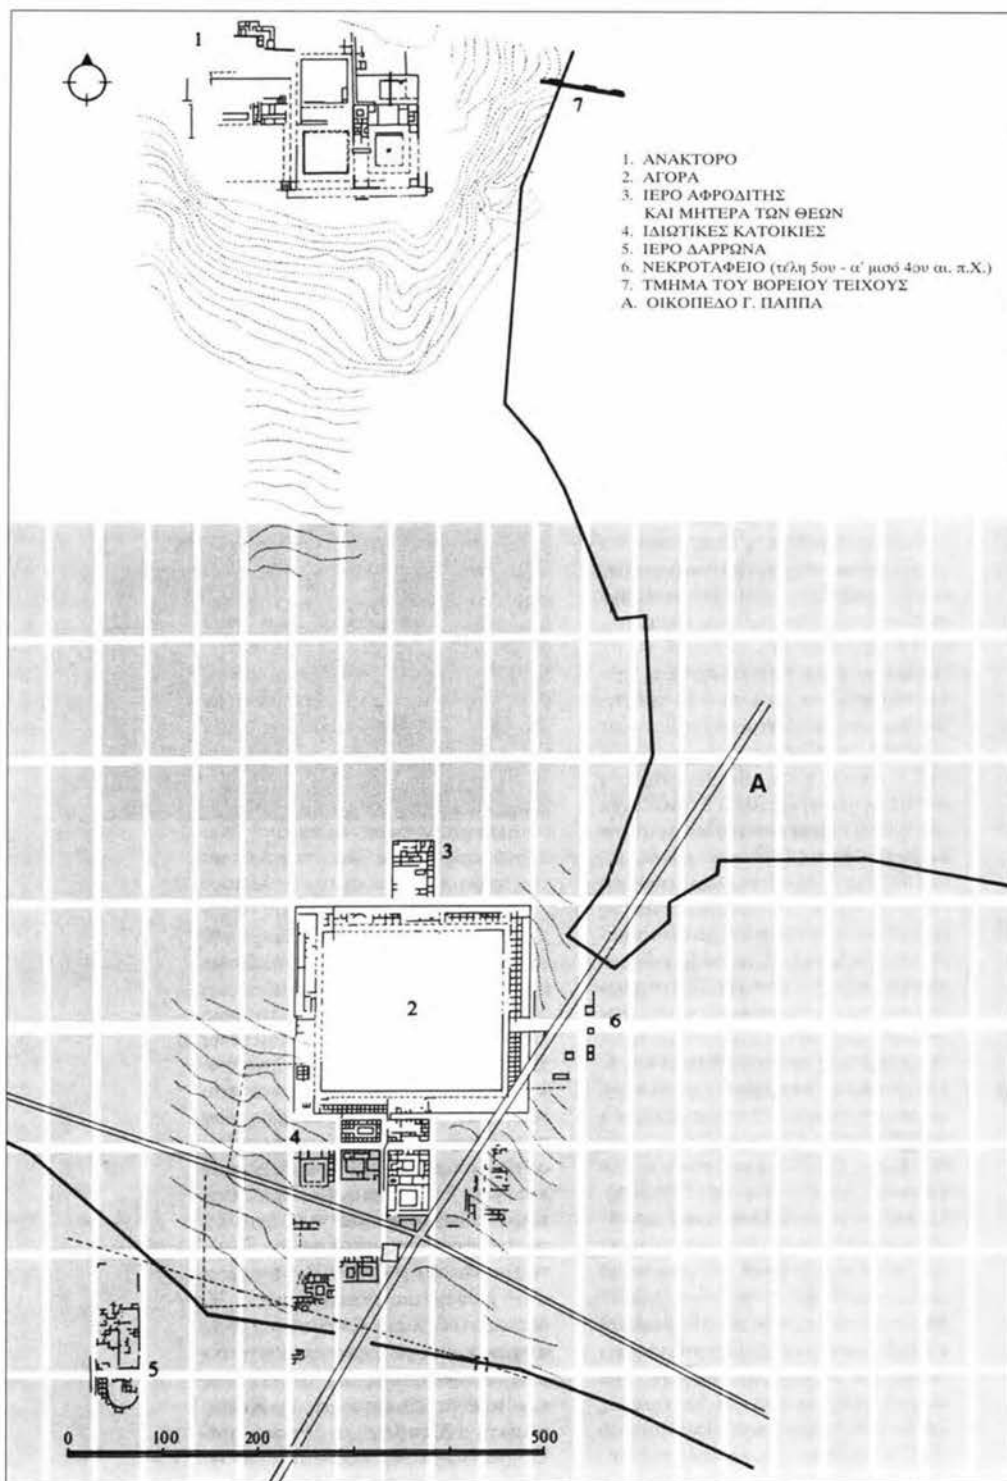 1
7
1. ΑΝΑΚΤΟΡΟ
2. ΑΓΟΡΑ
3. ΙΕΡΟ ΑΦΡΟΔΙΤΗΣ
ΚΑΙ ΜΗΤΕΡΑ ΤΩΝ ΘΕΩΝ
4. ΙΔΙΩΤΙΚΕΣ ΚΑΤΟΙΚΙΕΣ
5. ΙΕΡΟ ΔΑΡΡΩΝΑ
6. ΝΕΚΡΟΤΑΦΕΙΟ (τέλη 5ου - α' μισό 4ου αι. π.Χ.)
7. ΤΜΗΜΑ ΤΟΥ ΒΟΡΕΙΟΥ ΤΕΙΧΟΥΣ
Α. ΟΙΚΟΠΕΔΟ Γ. ΠΑΠΠΑ
Α
3
2
6
4
5
0 100 200 500